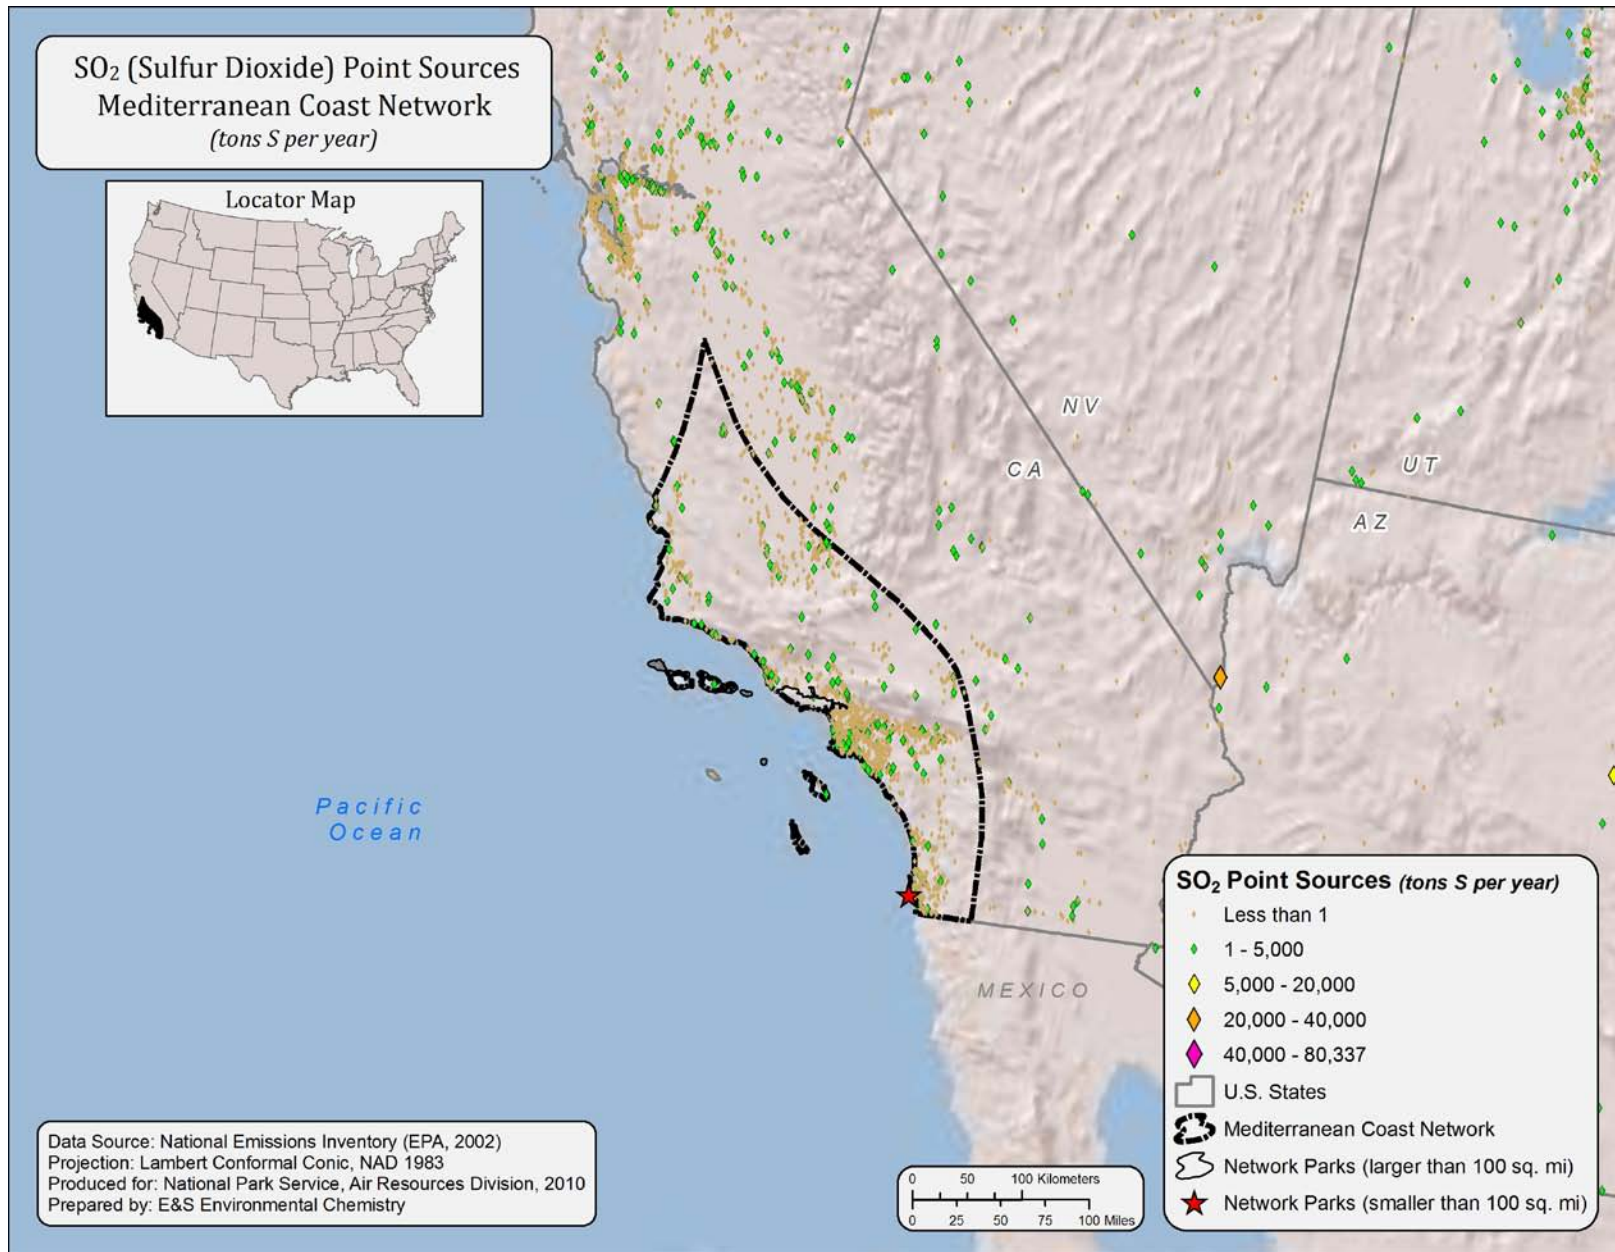 SO₂ (Sulfur Dioxide) Point Sources
Mediterranean Coast Network
(tons S per year)
Locator Map
NV
CA
UT
AZ
Pacific
Ocean
MEXICO
SO₂ Point Sources (tons S per year)
Less than 1
1 - 5,000
5,000 - 20,000
20,000 - 40,000
40,000 - 80,337
U.S. States
Mediterranean Coast Network
Network Parks (larger than 100 sq. mi)
Network Parks (smaller than 100 sq. mi)
Data Source: National Emissions Inventory (EPA, 2002)
Projection: Lambert Conformal Conic, NAD 1983
Produced for: National Park Service, Air Resources Division, 2010
Prepared by: E&S Environmental Chemistry
0 50 100 Kilometers
0 25 50 75 100 Miles